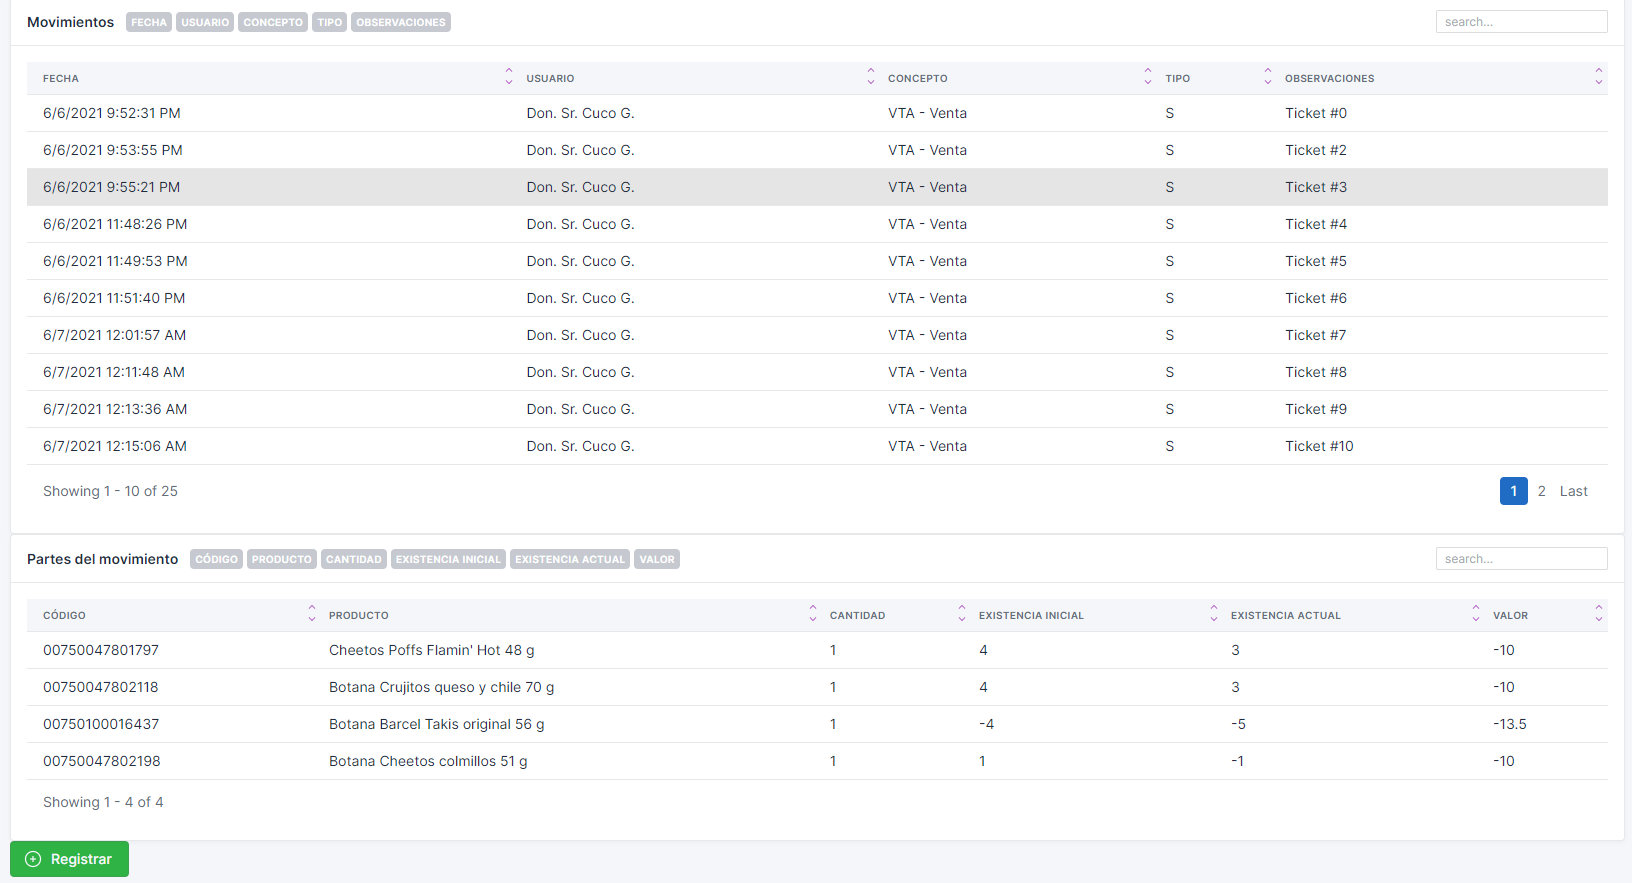 Movimientos FECHA USUARIO CONCEPTO TIPO OBSERVACIONES search...
FECHA USUARIO CONCEPTO TIPO OBSERVACIONES
6/6/2021 9:52:31 PM Don. Sr. Cuco G. VTA - Venta S Ticket #0
6/6/2021 9:53:55 PM Don. Sr. Cuco G. VTA - Venta S Ticket #2
6/6/2021 9:55:21 PM Don. Sr. Cuco G. VTA - Venta S Ticket #3
6/6/2021 11:48:26 PM Don. Sr. Cuco G. VTA - Venta S Ticket #4
6/6/2021 11:49:53 PM Don. Sr. Cuco G. VTA - Venta S Ticket #5
6/6/2021 11:51:40 PM Don. Sr. Cuco G. VTA - Venta S Ticket #6
6/7/2021 12:01:57 AM Don. Sr. Cuco G. VTA - Venta S Ticket #7
6/7/2021 12:11:48 AM Don. Sr. Cuco G. VTA - Venta S Ticket #8
6/7/2021 12:13:36 AM Don. Sr. Cuco G. VTA - Venta S Ticket #9
6/7/2021 12:15:06 AM Don. Sr. Cuco G. VTA - Venta S Ticket #10
Showing 1 - 10 of 25 1 2 Last
Partes del movimiento CÓDIGO PRODUCTO CANTIDAD EXISTENCIA INICIAL EXISTENCIA ACTUAL VALOR search...
CÓDIGO PRODUCTO CANTIDAD EXISTENCIA INICIAL EXISTENCIA ACTUAL VALOR
00750047801797 Cheetos Poffs Flamin' Hot 48 g 1 4 3 -10
00750047802118 Botana Crujitos queso y chile 70 g 1 4 3 -10
00750100016437 Botana Barcel Takis original 56 g 1 -4 -5 -13.5
00750047802198 Botana Cheetos colmillos 51 g 1 1 -1 -10
Showing 1 - 4 of 4
Registrar